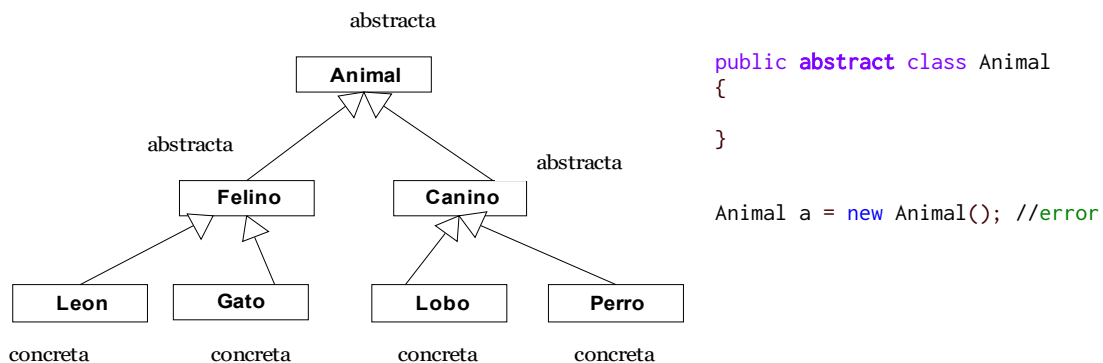 abstracta
Animal
abstracta
abstracta
Felino
Canino
Leon
Gato
Lobo
Perro
concreta
concreta
concreta
concreta
public abstract class Animal
{
}
Animal a = new Animal(); //error